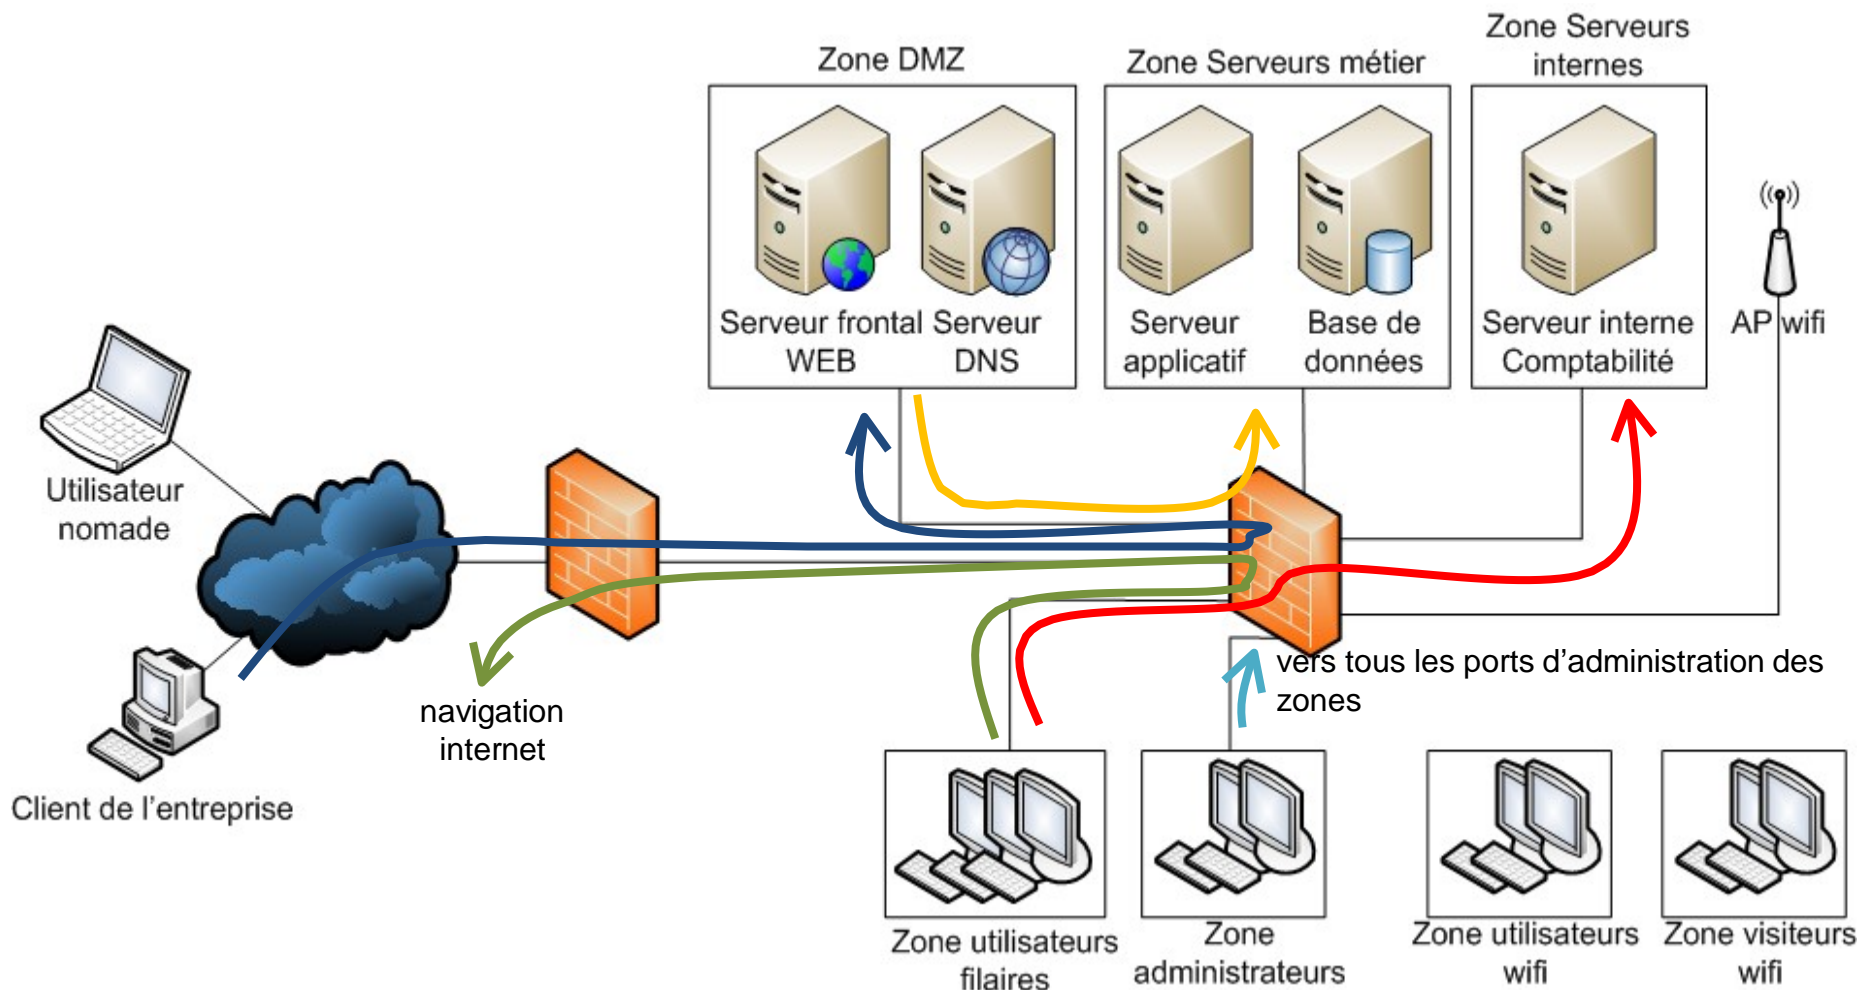 Zone DMZ
Zone Serveurs métier
Zone Serveurs
internes
Serveur frontal
WEB
Serveur
DNS
Serveur
applicatif
Base de
données
Serveur interne
Comptabilité
AP wifi
Utilisateur
nomade
Client de l'entreprise
navigation
internet
vers tous les ports d'administration des
zones
Zone utilisateurs
filaires
Zone
administrateurs
Zone utilisateurs
wifi
Zone visiteurs
wifi